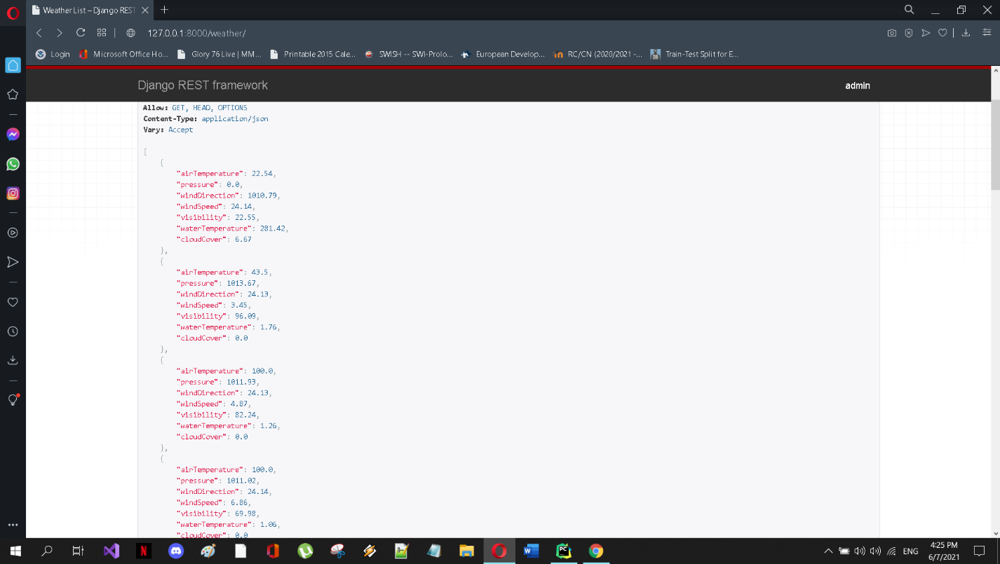 Weather List – Django REST
127.0.0.1:8000/weather/
Login Microsoft Office Ho... Glory 76 Live | MM... Printable 2015 Cale... SWISH -- SWI-Prolo... European Develop... RC/CN (2020/2021 -... Train-Test Split for E...
Django REST framework admin
Allow: GET, HEAD, OPTIONS
Content-Type: application/json
Vary: Accept
[
{
"airTemperature": 22.54,
"pressure": 0.0,
"windDirection": 1010.79,
"windSpeed": 24.14,
"visibility": 22.55,
"waterTemperature": 281.42,
"cloudCover": 6.67
},
{
"airTemperature": 43.5,
"pressure": 1013.67,
"windDirection": 24.13,
"windSpeed": 3.45,
"visibility": 96.09,
"waterTemperature": 1.76,
"cloudCover": 0.0
},
{
"airTemperature": 100.0,
"pressure": 1011.93,
"windDirection": 24.13,
"windSpeed": 4.87,
"visibility": 82.24,
"waterTemperature": 1.26,
"cloudCover": 0.0
},
{
"airTemperature": 100.0,
"pressure": 1011.02,
"windDirection": 24.14,
"windSpeed": 6.86,
"visibility": 69.98,
"waterTemperature": 1.06,
"cloudCover": 0.0
ENG
4:25 PM
6/7/2021